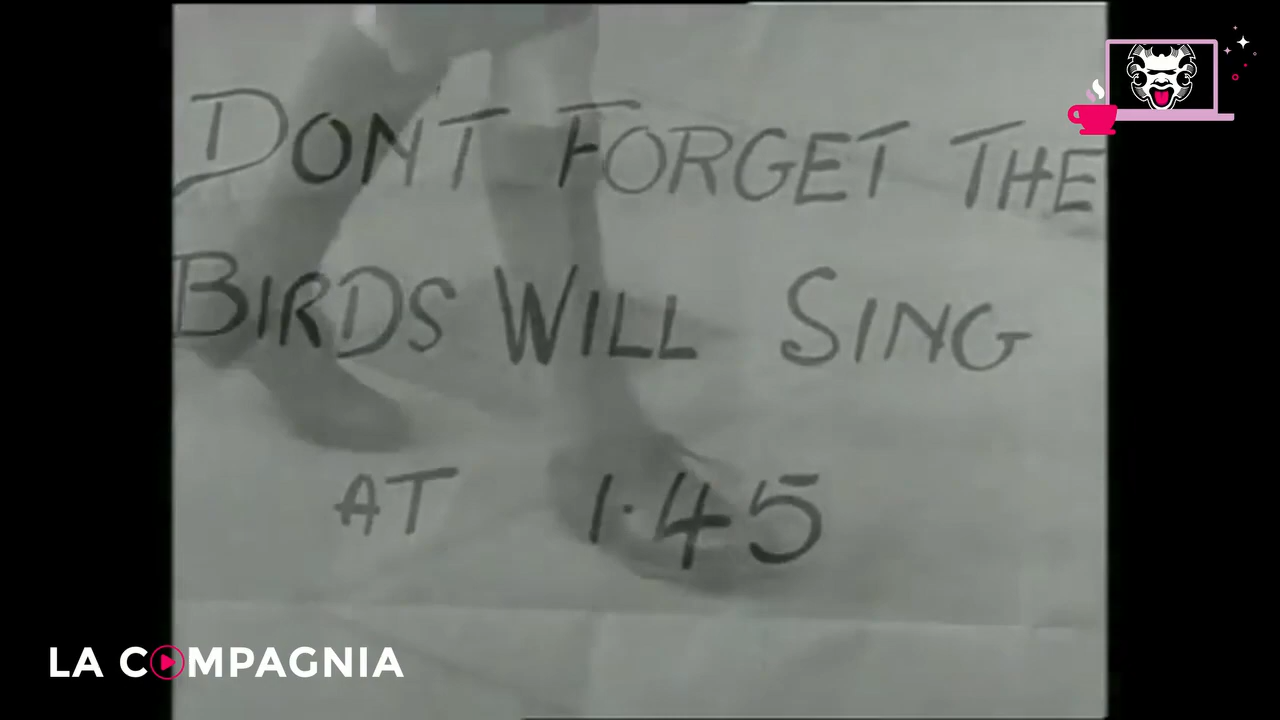 DONT FORGET THE
BIRDS WILL SING
AT 1.45
LA COMPAGNIA